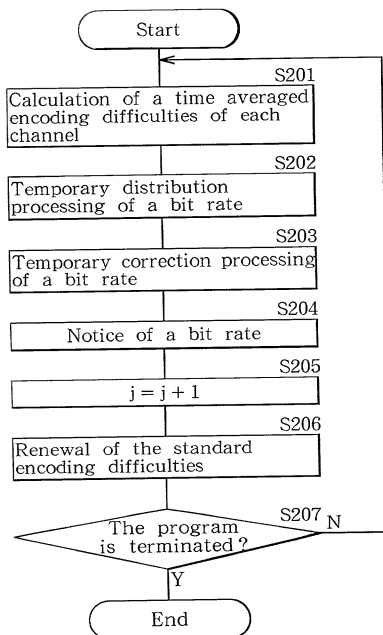 Start
S201
Calculation of a time averaged
encoding difficulties of each
channel
S202
Temporary distribution
processing of a bit rate
S203
Temporary correction processing
of a bit rate
S204
Notice of a bit rate
S205
j = j + 1
S206
Renewal of the standard
encoding difficulties
S207
The program
is terminated?
N
Y
End